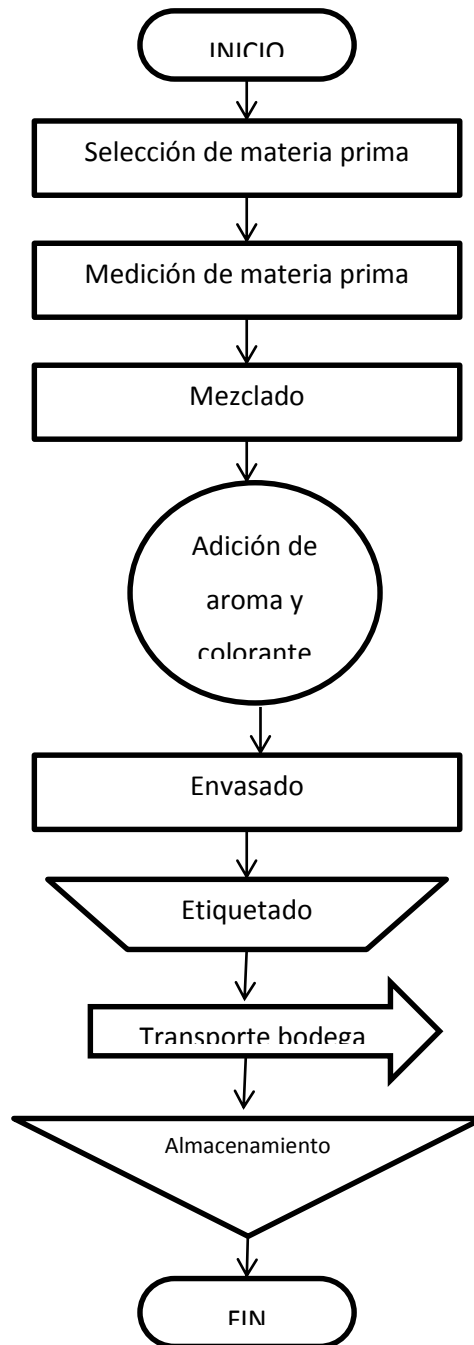 INICIO
Selección de materia prima
Medición de materia prima
Mezclado
Adición de
aroma y
colorante
Envasado
Etiquetado
Transporte bodega
Almacenamiento
FIN